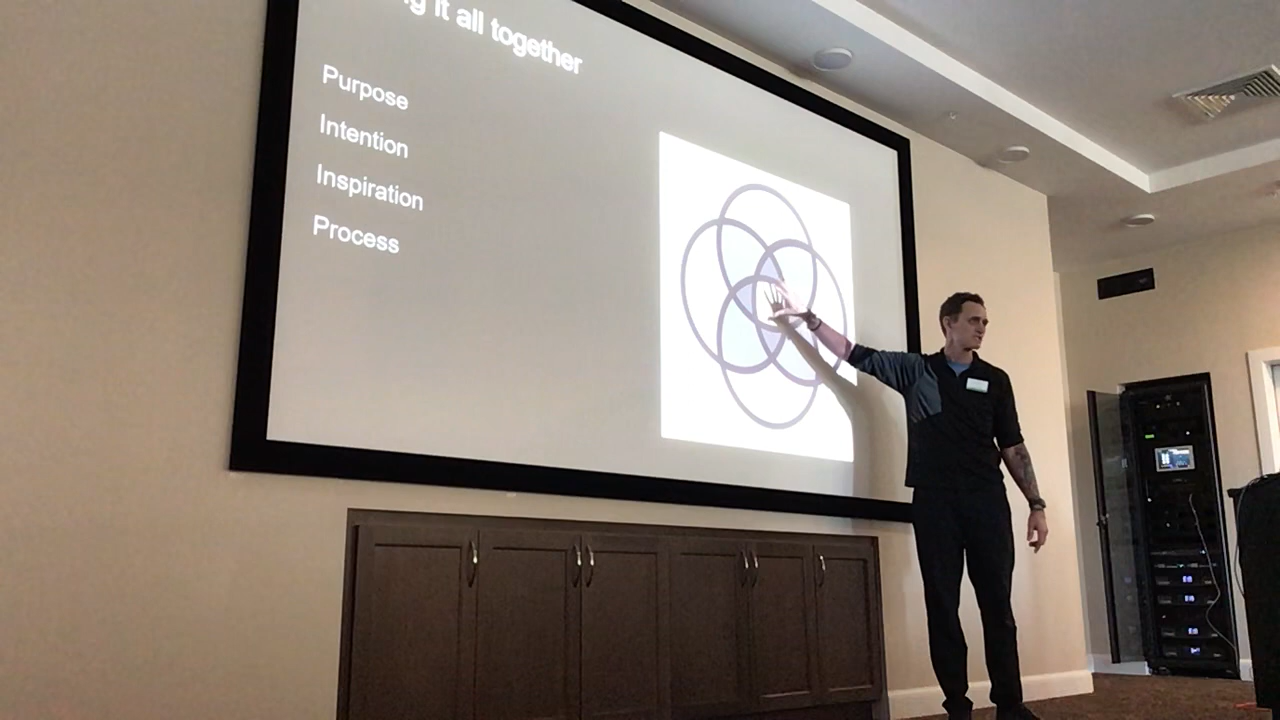 g it all together
Purpose
Intention
Inspiration
Process